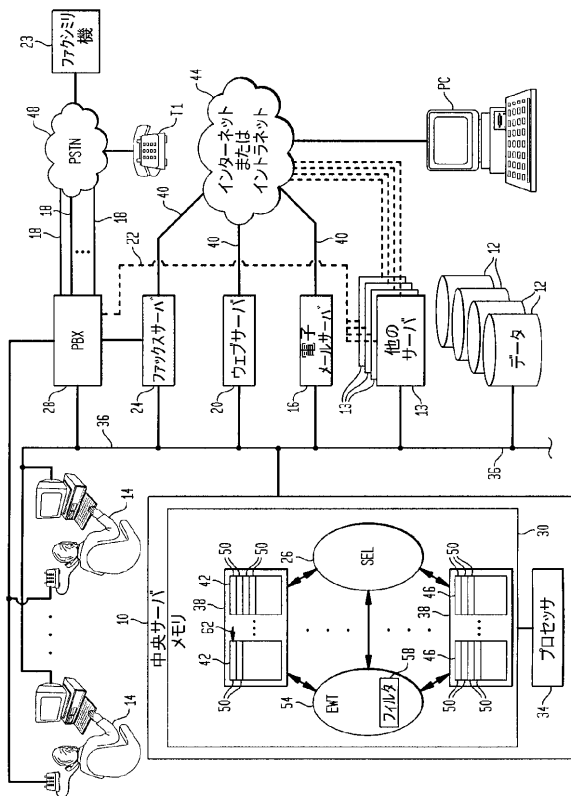 23
ファクシミリ
機
48
PSTN
T1
18
18
18
44
インターネット
または
イントラネット
PC
40
40
40
22
PBX
28
ファックスサーバ
24
ウェブサーバ
20
電子
メールサーバ
16
他のサーバ
13
13
データ
12
12
36
36
14
14
10
中央サーバ
メモリ
50
50
42
38
62
42
26
SEL
EWT
54
フィルタ
58
50
46
38
46
50
50
30
プロセッサ
34